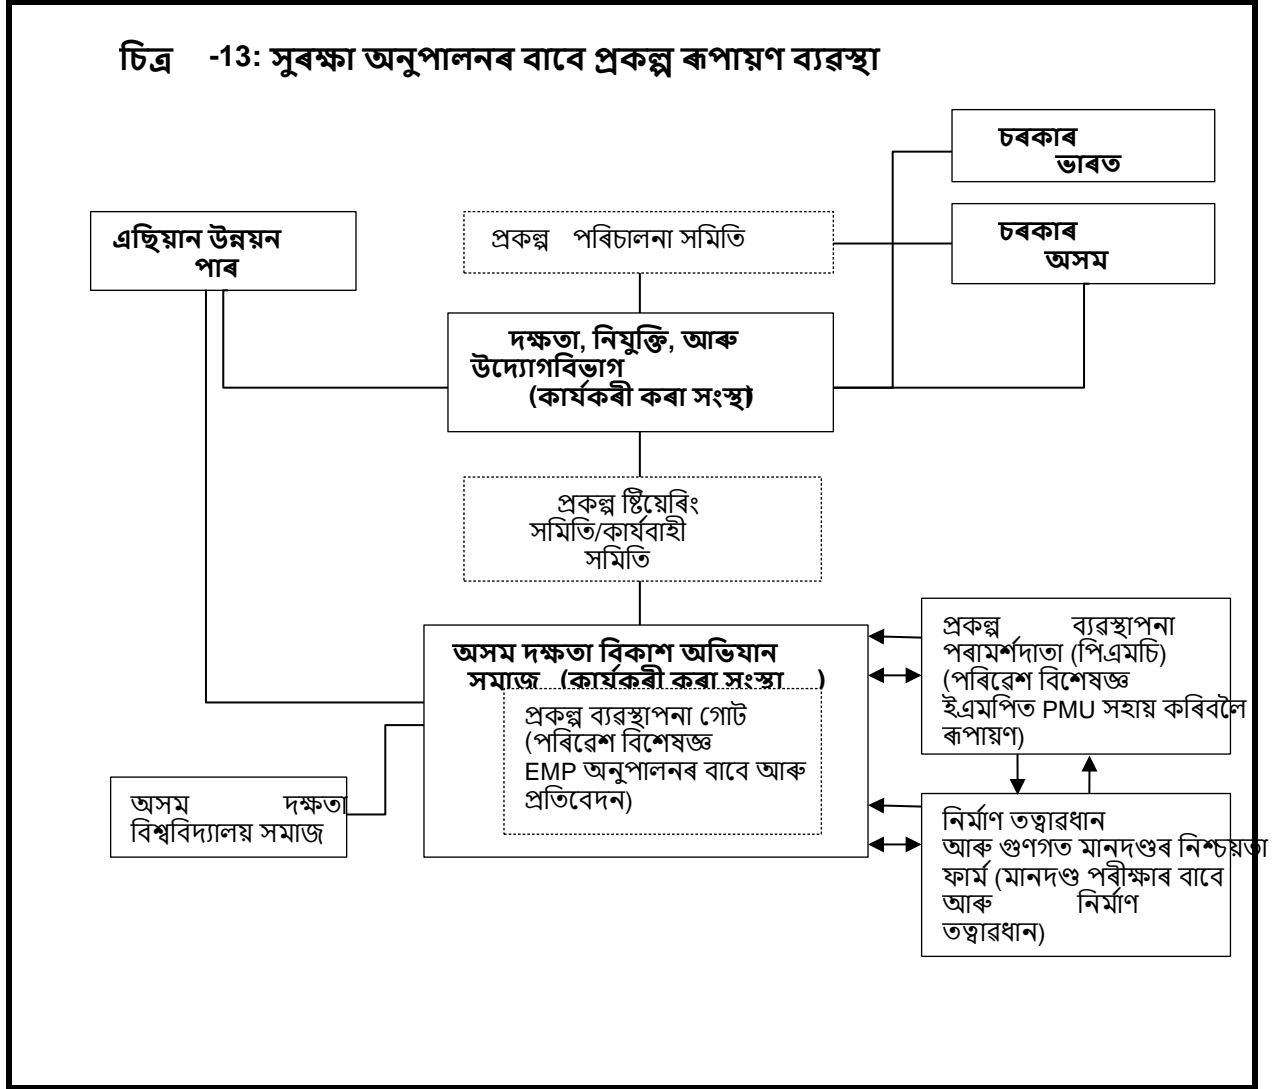 চিত্ৰ -13: সুৰক্ষা অনুপালনৰ বাবে প্ৰকল্প ৰূপায়ণ ব্যৱস্থা
চৰকাৰ
ভাৰত
এছিয়ান উন্নয়ন
পাৰ
প্ৰকল্প পৰিচালনা সমিতি
চৰকাৰ
অসম
দক্ষতা, নিযুক্তি, আৰু
উদ্যোগবিভাগ
(কাৰ্যকৰী কৰা সংস্থা)
প্ৰকল্প ষ্টিয়েৰিং
সমিতি/কাৰ্যবাহী
সমিতি
অসম দক্ষতা বিকাশ অভিযান
সমাজ (কাৰ্যকৰী কৰা সংস্থা )
প্ৰকল্প ব্যৱস্থাপনা গোট
(পৰিৱেশ বিশেষজ্ঞ
EMP অনুপালনৰ বাবে আৰু
প্ৰতিবেদন)
প্ৰকল্প ব্যৱস্থাপনা
পৰামৰ্শদাতা (পিএমচি)
(পৰিৱেশ বিশেষজ্ঞ
ইএমপিত PMU সহায় কৰিবলৈ
ৰূপায়ণ)
অসম দক্ষতা
বিশ্ববিদ্যালয় সমাজ
নিৰ্মাণ তত্বাৱধান
আৰু গুণগত মানদণ্ডৰ নিশ্চয়তা
ফাৰ্ম (মানদণ্ড পৰীক্ষাৰ বাবে
আৰু নিৰ্মাণ
তত্বাৱধান)